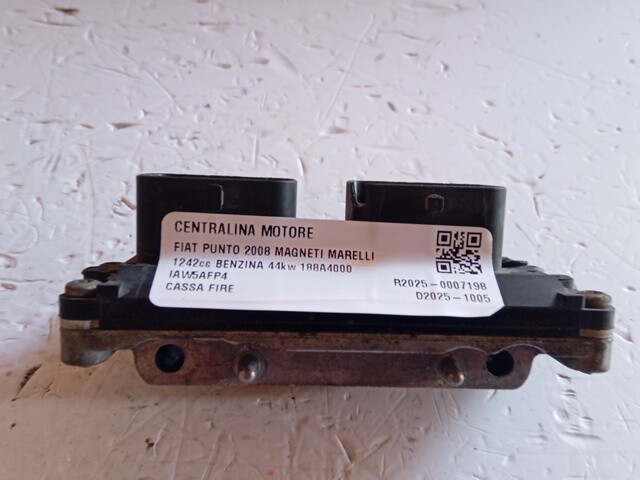 CENTRALINA MOTORE
FIAT PUNTO 2008 MAGNETI MARELLI
1242cc BENZINA 44kw 188A4000
IAW5AFP4
CASSA FIRE
R2025-0007198
D2025-1005